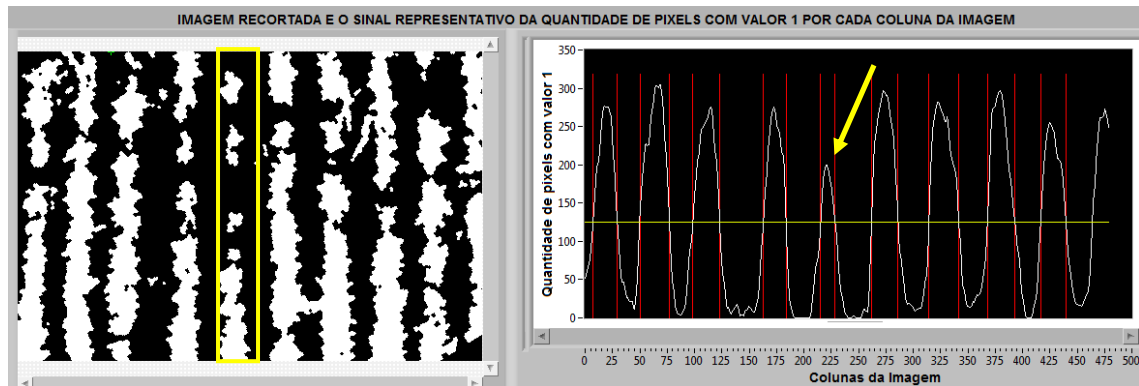 IMAGEM RECORTADA E O SINAL REPRESENTATIVO DA QUANTIDADE DE PIXELS COM VALOR 1 POR CADA COLUNA DA IMAGEM
Quantidade de pixels com valor 1
350
300
250
200
150
100
50
0
0 25 50 75 100 125 150 175 200 225 250 275 300 325 350 375 400 425 450 475 500
Colunas da Imagem